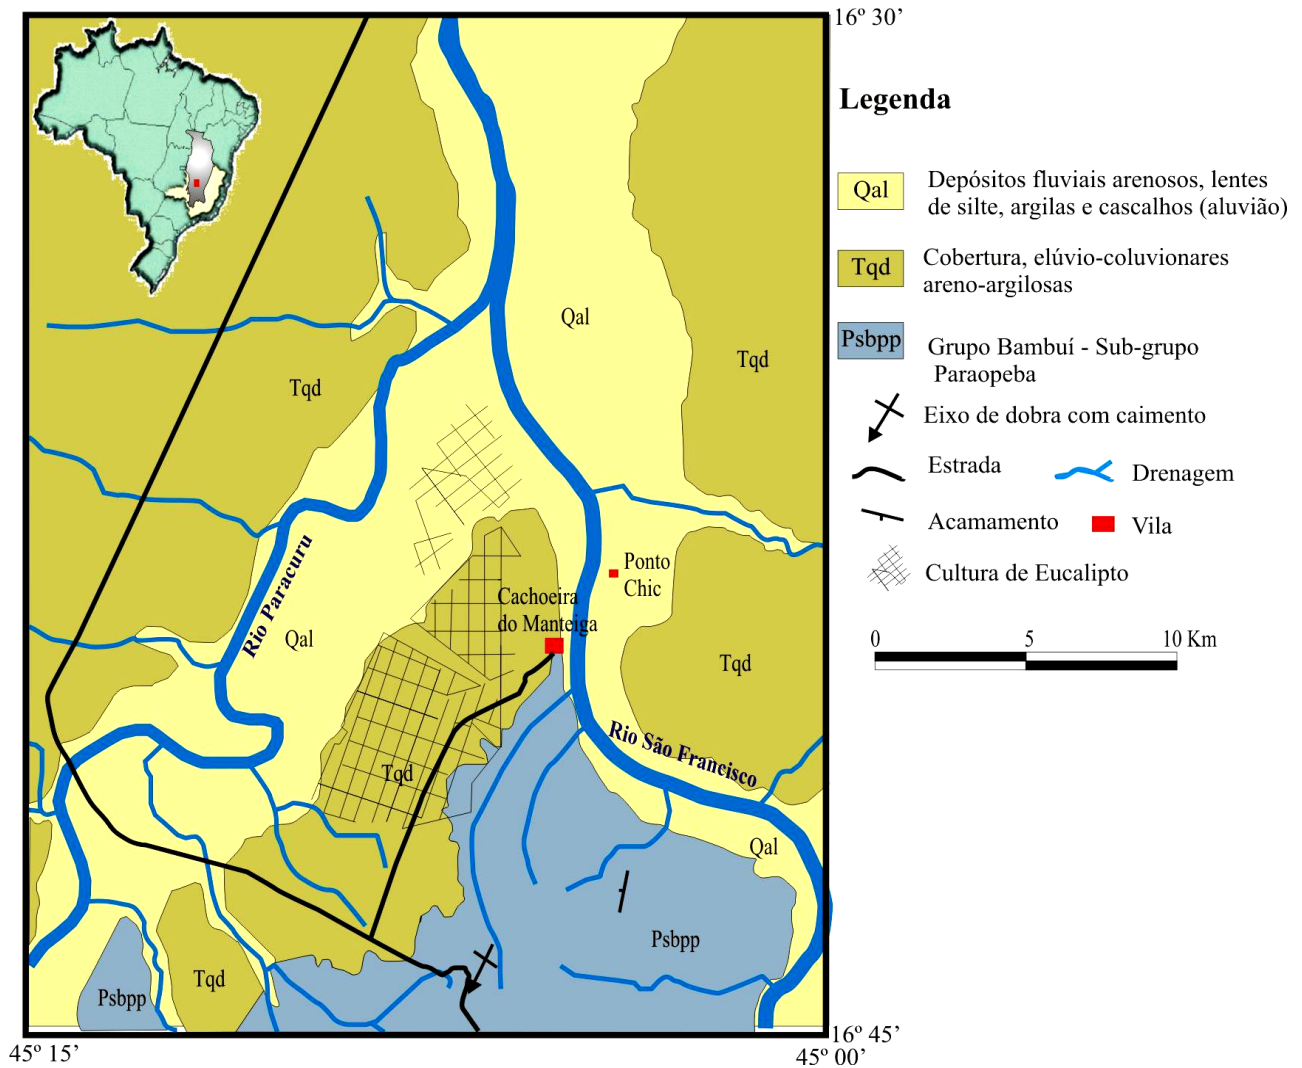 16º 30’
Legenda
Qal
Depósitos fluviais arenosos, lentes
de silte, argilas e cascalhos (aluvião)
Tqd
Cobertura, elúvio-coluvionares
areno-argilosas
Psbpp
Grupo Bambuí - Sub-grupo
Paraopeba
Eixo de dobra com caimento
Estrada
Drenagem
Acamamento
Vila
Cultura de Eucalipto
0
5
10 Km
Qal
Tqd
Tqd
Ponto
Chic
Cachoeira
do Manteiga
Rio Paracuru
Qal
Tqd
Rio São Francisco
Tqd
Qal
Psbpp
Tqd
Psbpp
16º 45’
45º 15’
45º 00’